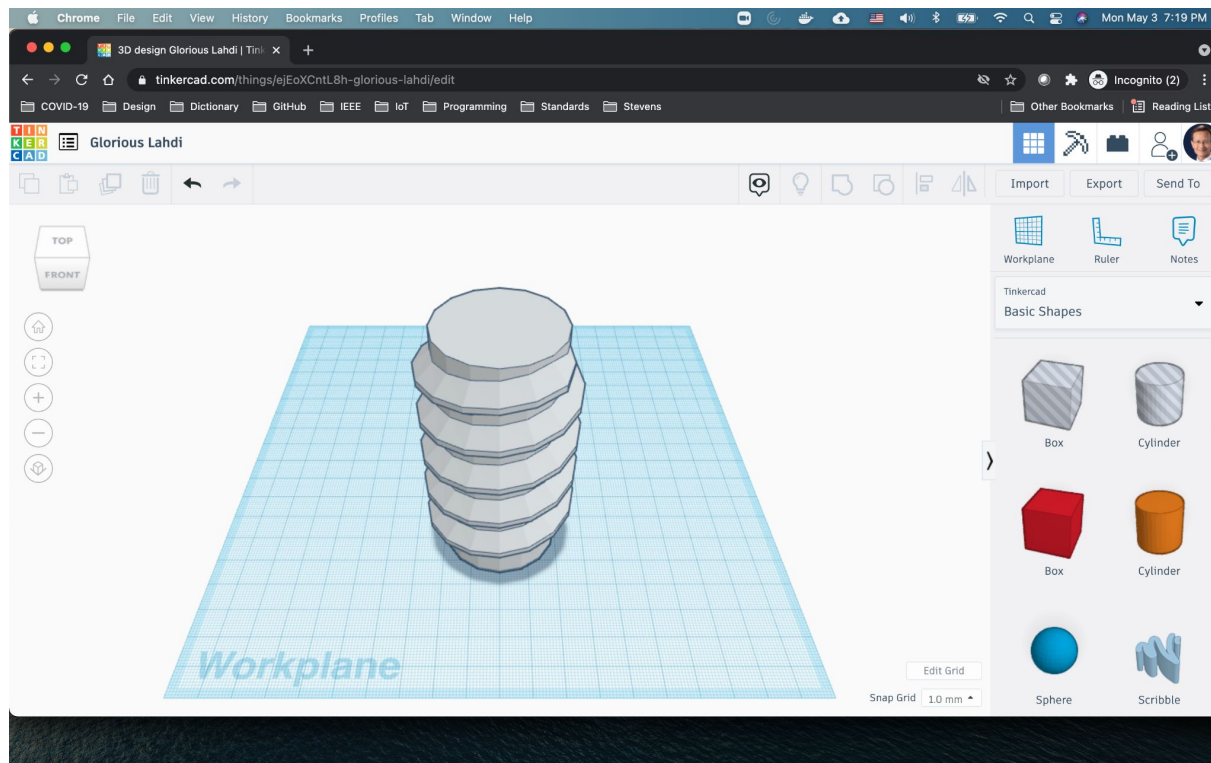 Chrome File Edit View History Bookmarks Profiles Tab Window Help Mon May 3 7:19 PM
3D design Glorious Lahdi | Tink
tinkercad.com/things/ejEoXCntL8h-glorious-lahdi/edit Incognito (2)
COVID-19 Design Dictionary GitHub IEEE IoT Programming Standards Stevens Other Bookmarks Reading List
TIN
KER
CAD
Glorious Lahdi
Import Export Send To
TOP
FRONT
Workplane Ruler Notes
Tinkercad
Basic Shapes
Box Cylinder
Box Cylinder
Workplane
Edit Grid
Snap Grid 1.0 mm
Sphere Scribble